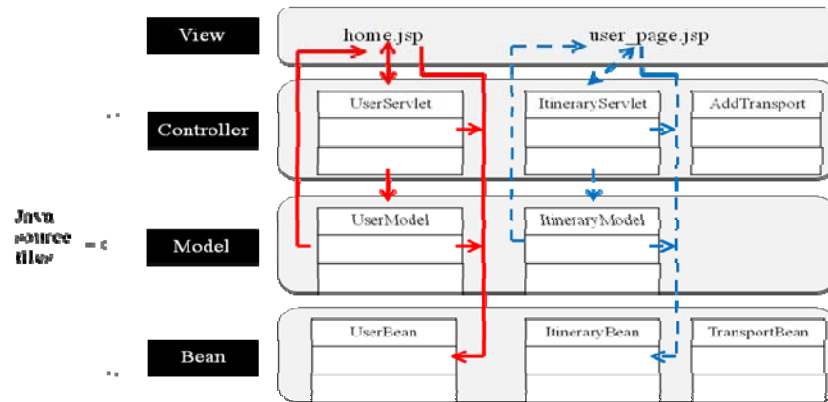 View
home.jsp
user_page.jsp
UserServlet
ItineraryServlet
AddTransport
Controller
Java
source
files
UserModel
ItineraryModel
Model
UserBean
ItineraryBean
TransportBean
Bean